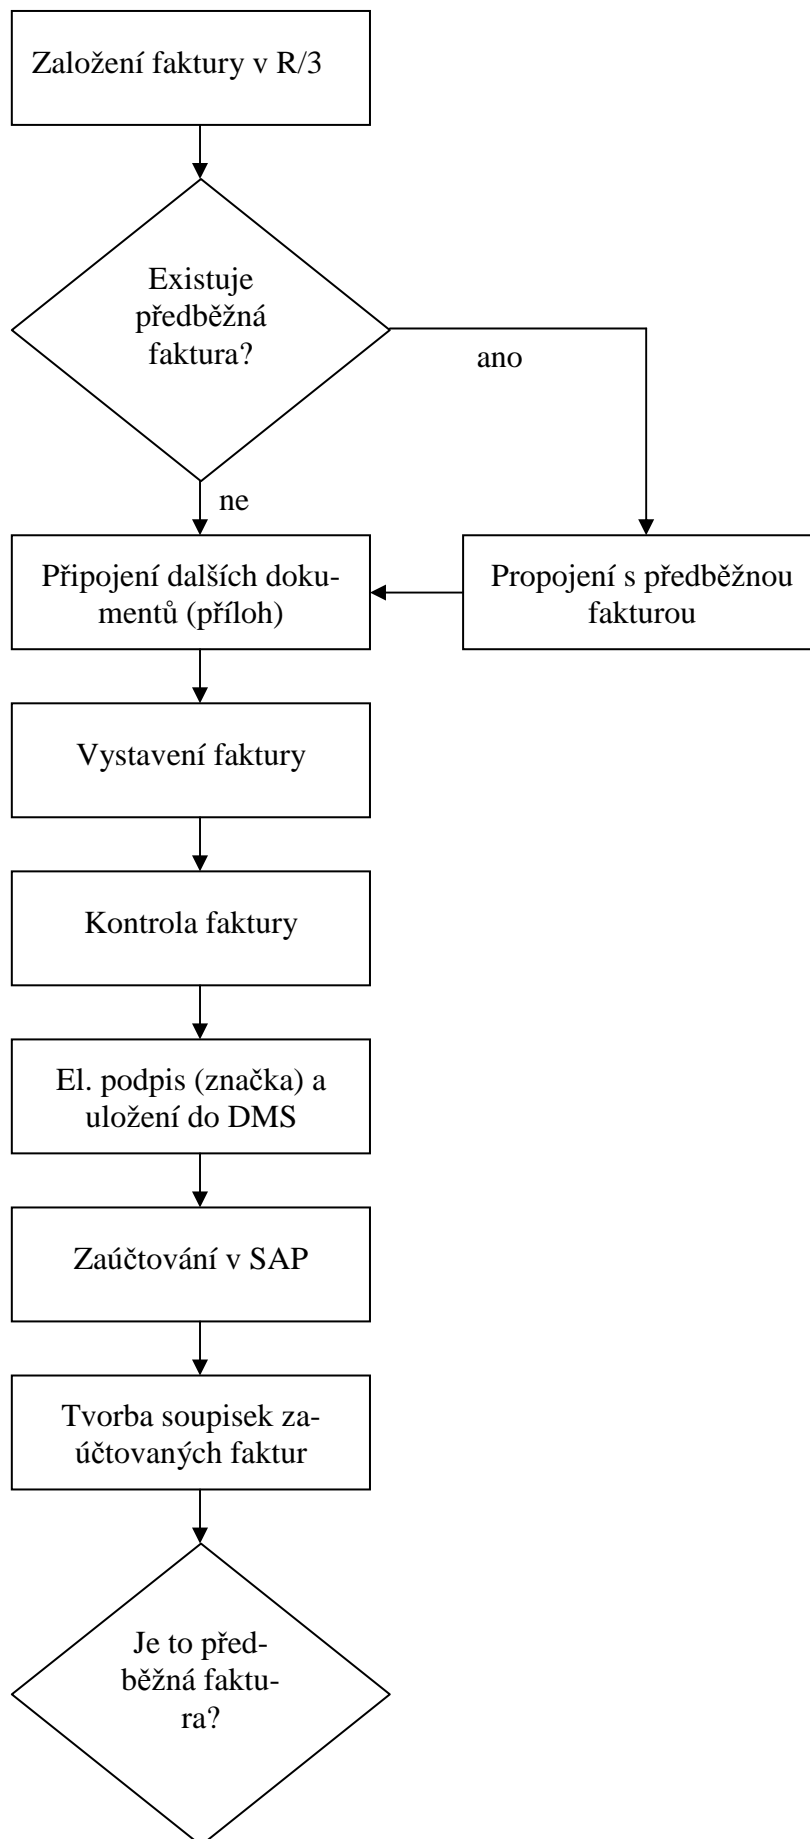 Založení faktury v R/3
Existuje
předběžná
faktura?
ano
ne
Připojení dalších doku-
mentů (příloh)
Propojení s předběžnou
fakturou
Vystavení faktury
Kontrola faktury
El. podpis (značka) a
uložení do DMS
Zaúčtování v SAP
Tvorba soupisek za-
účtovaných faktur
Je to před-
běžná faktu-
ra?